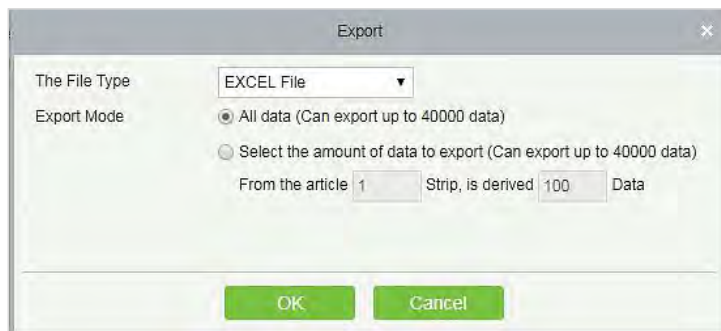 Export
The File Type EXCEL File
Export Mode All data (Can export up to 40000 data)
Select the amount of data to export (Can export up to 40000 data)
From the article 1 Strip, is derived 100 Data
OK Cancel